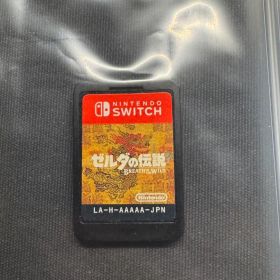 NINTENDO
SWITCH
ゼルダの伝説
BREATH OF THE WILD
Nintendo
LA-H-AAAAA-JPN